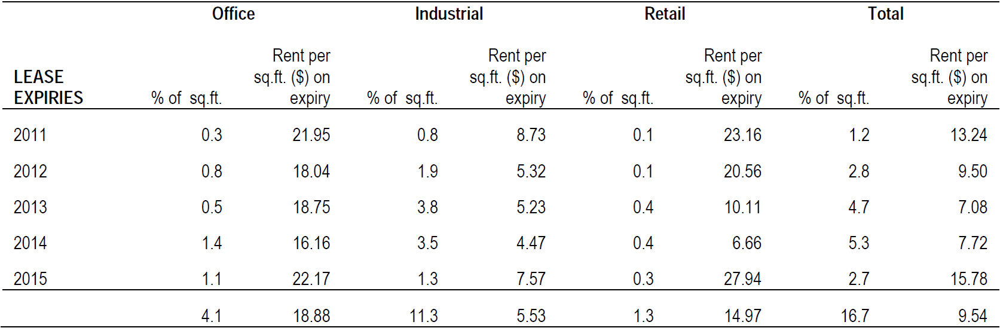 Office Industrial Retail Total
Rent per Rent per Rent per Rent per
LEASE sq.ft. ($) on sq.ft. ($) on sq.ft. ($) on sq.ft. ($) on
EXPIRIES % of sq.ft. expiry % of sq.ft. expiry % of sq.ft. expiry % of sq.ft. expiry
2011 0.3 21.95 0.8 8.73 0.1 23.16 1.2 13.24
2012 0.8 18.04 1.9 5.32 0.1 20.56 2.8 9.50
2013 0.5 18.75 3.8 5.23 0.4 10.11 4.7 7.08
2014 1.4 16.16 3.5 4.47 0.4 6.66 5.3 7.72
2015 1.1 22.17 1.3 7.57 0.3 27.94 2.7 15.78
4.1 18.88 11.3 5.53 1.3 14.97 16.7 9.54